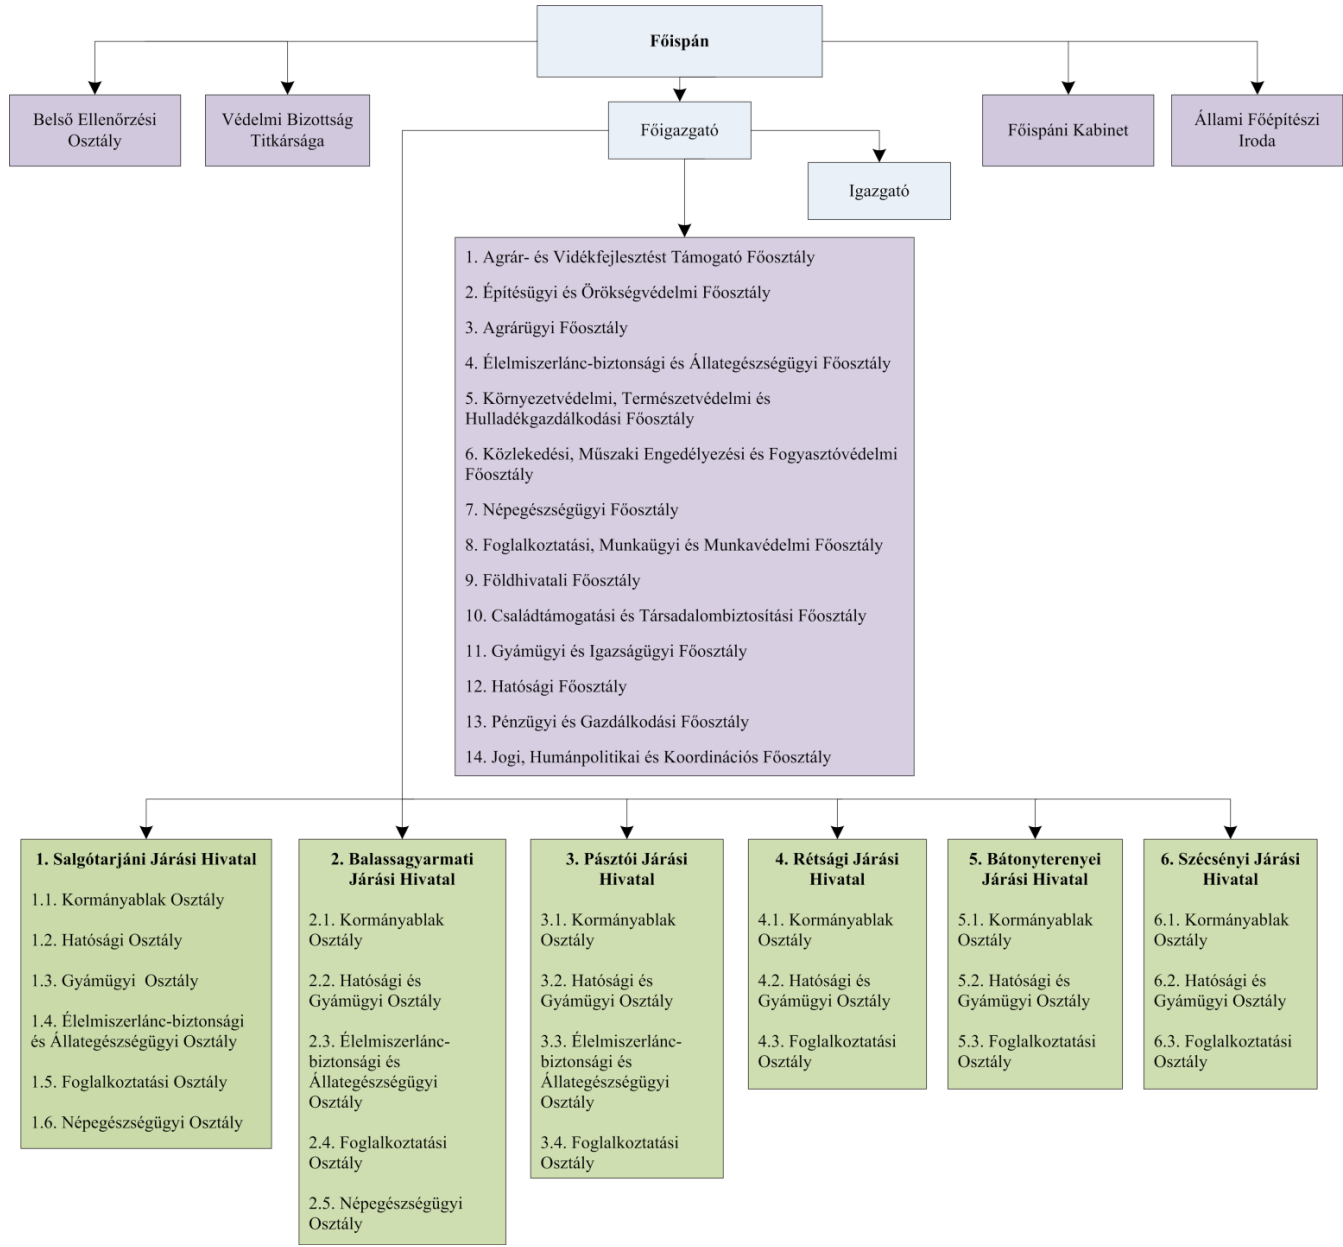 Főispán
Belső Ellenőrzési
Osztály
Védelmi Bizottság
Titkársága
Főigazgató
Főispáni Kabinet
Állami Főépítészi
Iroda
Igazgató
1. Agrár- és Vidékfejlesztést Támogató Főosztály
2. Építésügyi és Örökségvédelmi Főosztály
3. Agrárügyi Főosztály
4. Élelmiszerlánc-biztonsági és Állategészségügyi Főosztály
5. Környezetvédelmi, Természetvédelmi és
Hulladékgazdálkodási Főosztály
6. Közlekedési, Műszaki Engedélyezési és Fogyasztóvédelmi
Főosztály
7. Népegészségügyi Főosztály
8. Foglalkoztatási, Munkaügyi és Munkavédelmi Főosztály
9. Földhivatali Főosztály
10. Családtámogatási és Társadalombiztosítási Főosztály
11. Gyámügyi és Igazságügyi Főosztály
12. Hatósági Főosztály
13. Pénzügyi és Gazdálkodási Főosztály
14. Jogi, Humánpolitikai és Koordinációs Főosztály
1. Salgótarjáni Járási Hivatal
1.1. Kormányablak Osztály
1.2. Hatósági Osztály
1.3. Gyámügyi  Osztály
1.4. Élelmiszerlánc-biztonsági
és Állategészségügyi Osztály
1.5. Foglalkoztatási Osztály
1.6. Népegészségügyi Osztály
2. Balassagyarmati
Járási Hivatal
2.1. Kormányablak
Osztály
2.2. Hatósági és
Gyámügyi Osztály
2.3. Élelmiszerlánc-
biztonsági és
Állategészségügyi
Osztály
2.4. Foglalkoztatási
Osztály
2.5. Népegészségügyi
Osztály
3. Pásztói Járási
Hivatal
3.1. Kormányablak
Osztály
3.2. Hatósági és
Gyámügyi Osztály
3.3. Élelmiszerlánc-
biztonsági és
Állategészségügyi
Osztály
3.4. Foglalkoztatási
Osztály
4. Rétsági Járási
Hivatal
4.1. Kormányablak
Osztály
4.2. Hatósági és
Gyámügyi Osztály
4.3. Foglalkoztatási
Osztály
5. Bátonyterenyei
Járási Hivatal
5.1. Kormányablak
Osztály
5.2. Hatósági és
Gyámügyi Osztály
5.3. Foglalkoztatási
Osztály
6. Szécsényi Járási
Hivatal
6.1. Kormányablak
Osztály
6.2. Hatósági és
Gyámügyi Osztály
6.3. Foglalkoztatási
Osztály